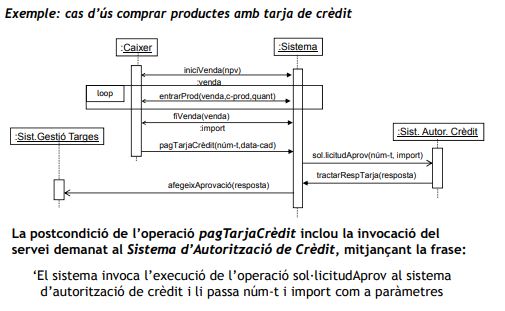 Exemple: cas d'ús comprar productes amb tarja de crèdit
:Caixer
:Sistema
iniciVenda(npv)
:venda
loop
entrarProd(venda,c-prod,quant)
fiVenda(venda)
:import
:Sist.Gestió Targes
:Sist. Autor. Crèdit
pagTarjaCrèdit(núm-t,data-cad)
sol.licitudAprov(núm-t, import)
tractarRespTarja(resposta)
afegeixAprovació(resposta)
La postcondició de l'operació pagTarjaCrèdit inclou la invocació del
servei demanat al Sistema d'Autorització de Crèdit, mitjançant la frase:
'El sistema invoca l'execució de l'operació sol·licitudAprov al sistema
d'autorització de crèdit i li passa núm-t i import com a paràmetres